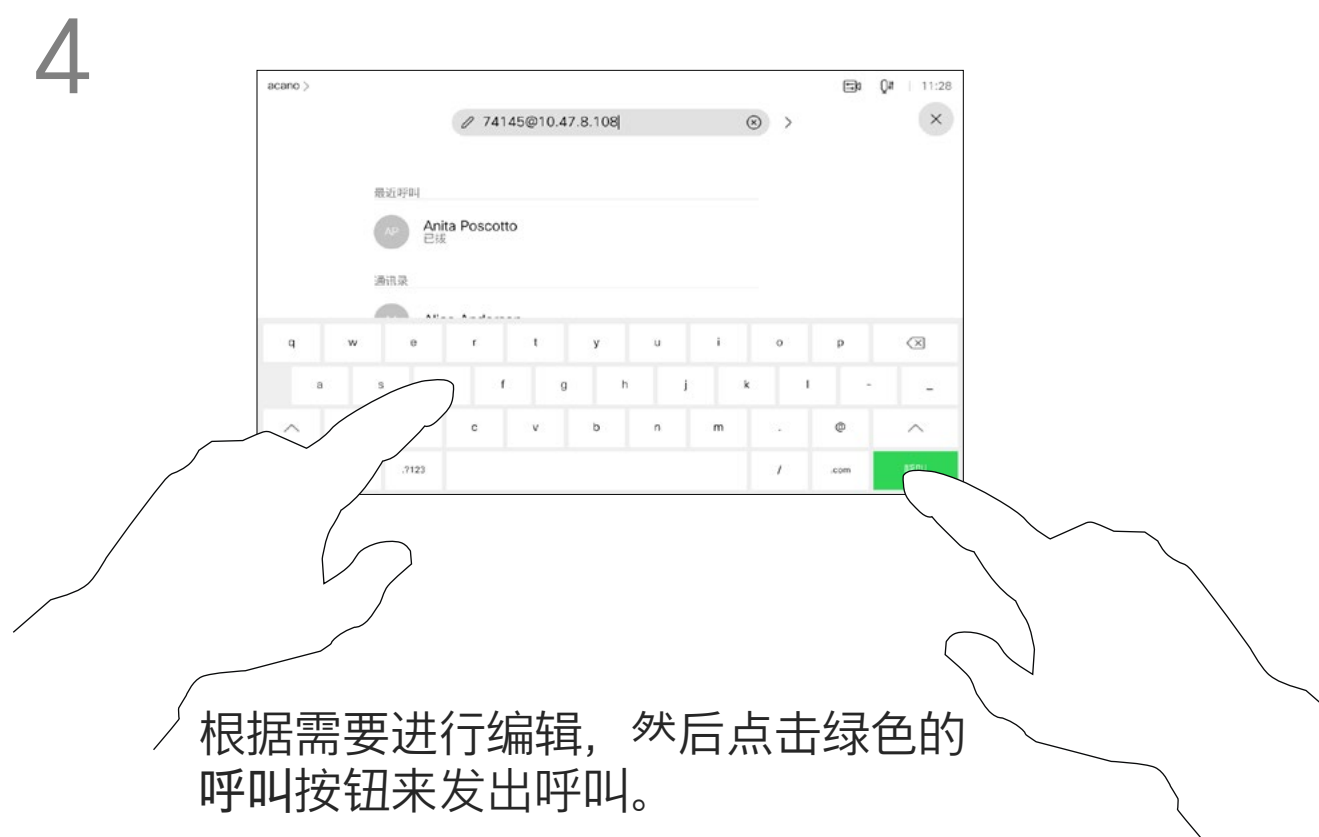 4
acano >
11:28
74145@10.47.8.108
最近呼叫
AP Anita Poscotto
已拨
通讯录
q w e r t y u i o p
a s f g h j k l - _
c v b n m . @
.?123 / .com
根据需要进行编辑，然后点击绿色的
呼叫按钮来发出呼叫。